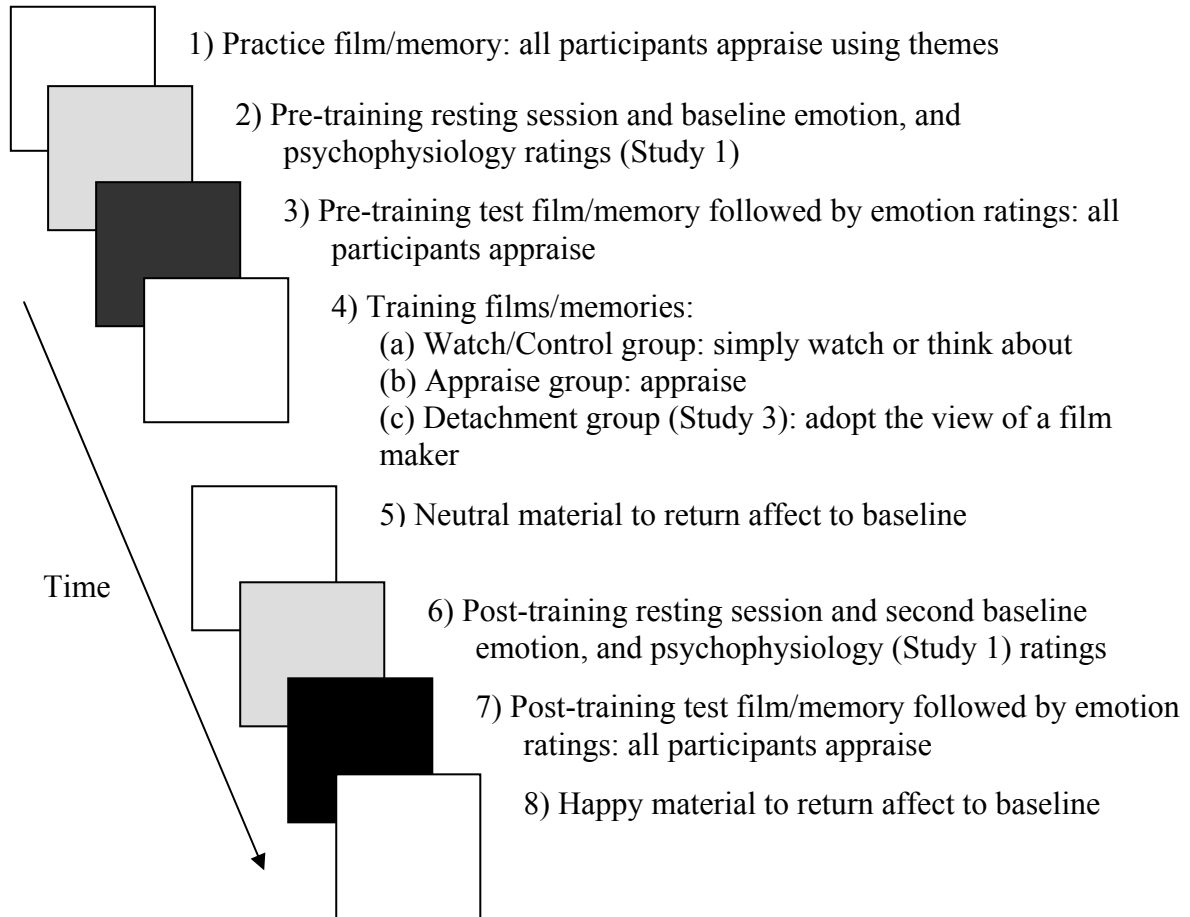 1) Practice film/memory: all participants appraise using themes
2) Pre-training resting session and baseline emotion, and
psychophysiology ratings (Study 1)
3) Pre-training test film/memory followed by emotion ratings: all
participants appraise
4) Training films/memories:
(a) Watch/Control group: simply watch or think about
(b) Appraise group: appraise
(c) Detachment group (Study 3): adopt the view of a film
maker
5) Neutral material to return affect to baseline
Time
6) Post-training resting session and second baseline
emotion, and psychophysiology (Study 1) ratings
7) Post-training test film/memory followed by emotion
ratings: all participants appraise
8) Happy material to return affect to baseline